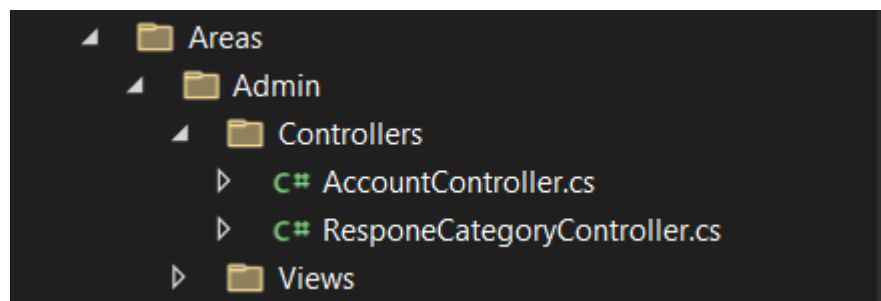 Areas
Admin
Controllers
C# AccountController.cs
C# ResponeCategoryController.cs
Views